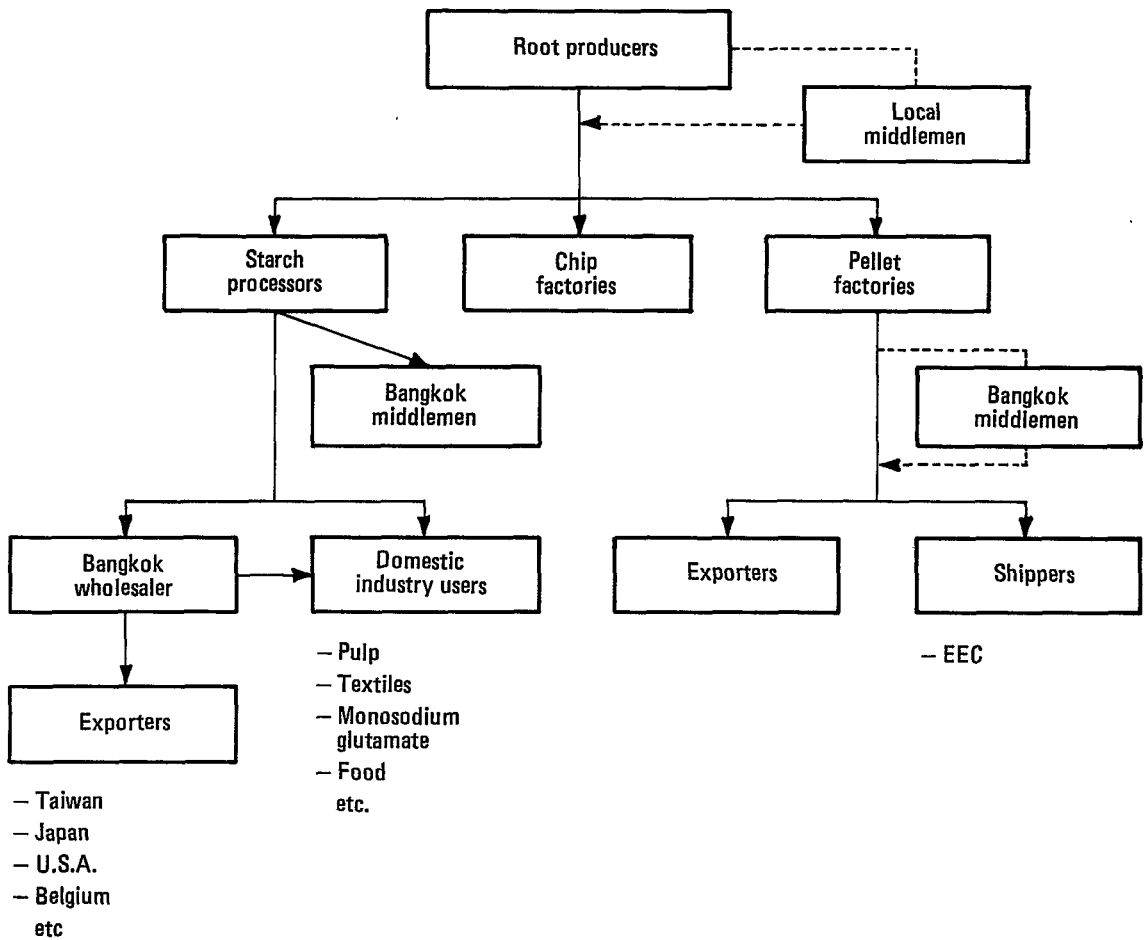 Root producers
Local
middlemen
Starch
processors
Chip
factories
Pellet
factories
Bangkok
middlemen
Bangkok
middlemen
Bangkok
wholesaler
Domestic
industry users
Exporters
Shippers
– Pulp
– Textiles
– Monosodium
glutamate
– Food
etc.
– EEC
Exporters
– Taiwan
– Japan
– U.S.A.
– Belgium
etc